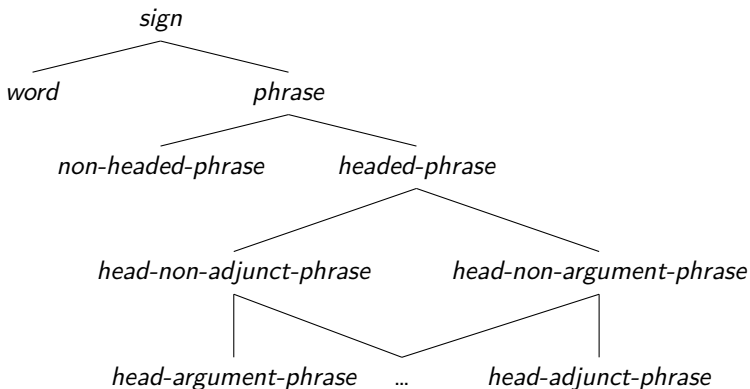 sign
word phrase
non-headed-phrase headed-phrase
head-non-adjunct-phrase head-non-argument-phrase
head-argument-phrase ... head-adjunct-phrase